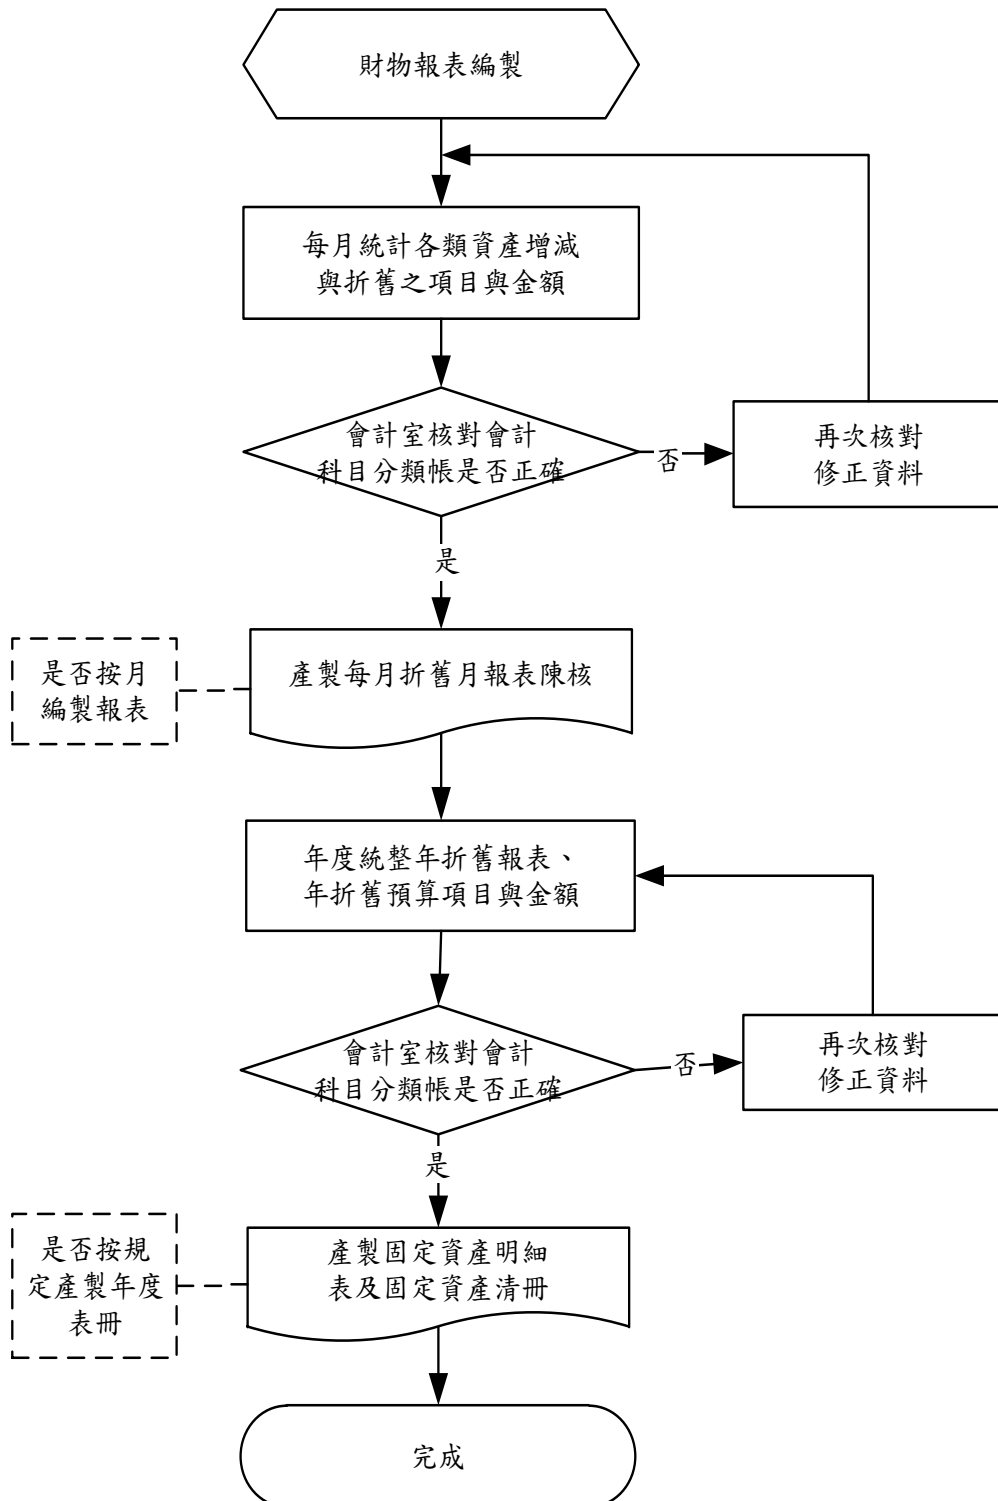 財物報表編製
每月統計各類資產增減
與折舊之項目與金額
會計室核對會計
科目分類帳是否正確
否
再次核對
修正資料
是
是否按月
編製報表
產製每月折舊月報表陳核
年度統整年折舊報表、
年折舊預算項目與金額
會計室核對會計
科目分類帳是否正確
否
再次核對
修正資料
是
是否按規
定產製年度
表冊
產製固定資產明細
表及固定資產清冊
完成